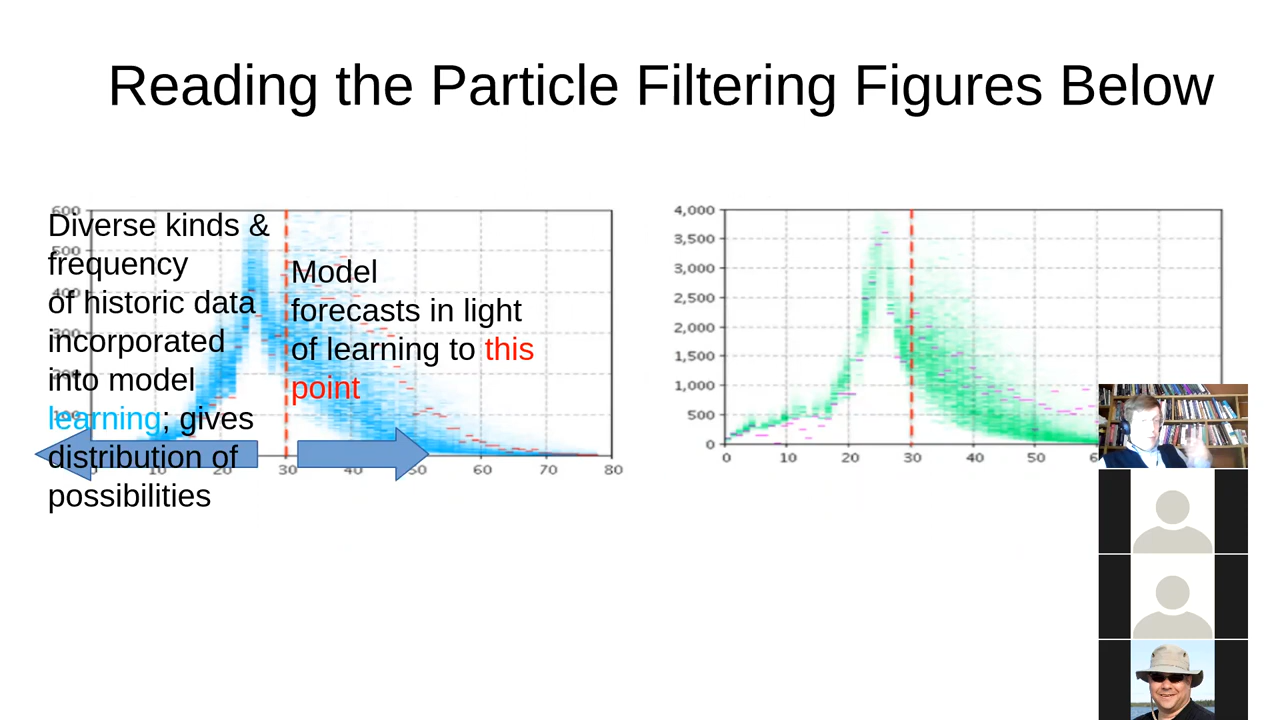 Reading the Particle Filtering Figures Below
Diverse kinds &
frequency
of historic data
incorporated
into model
learning; gives
distribution of
possibilities
Model
forecasts in light
of learning to this
point
600
500
400
300
200
100
0 10 20 30 40 50 60 70 80
4,000
3,500
3,000
2,500
2,000
1,500
1,000
500
0
0 10 20 30 40 50